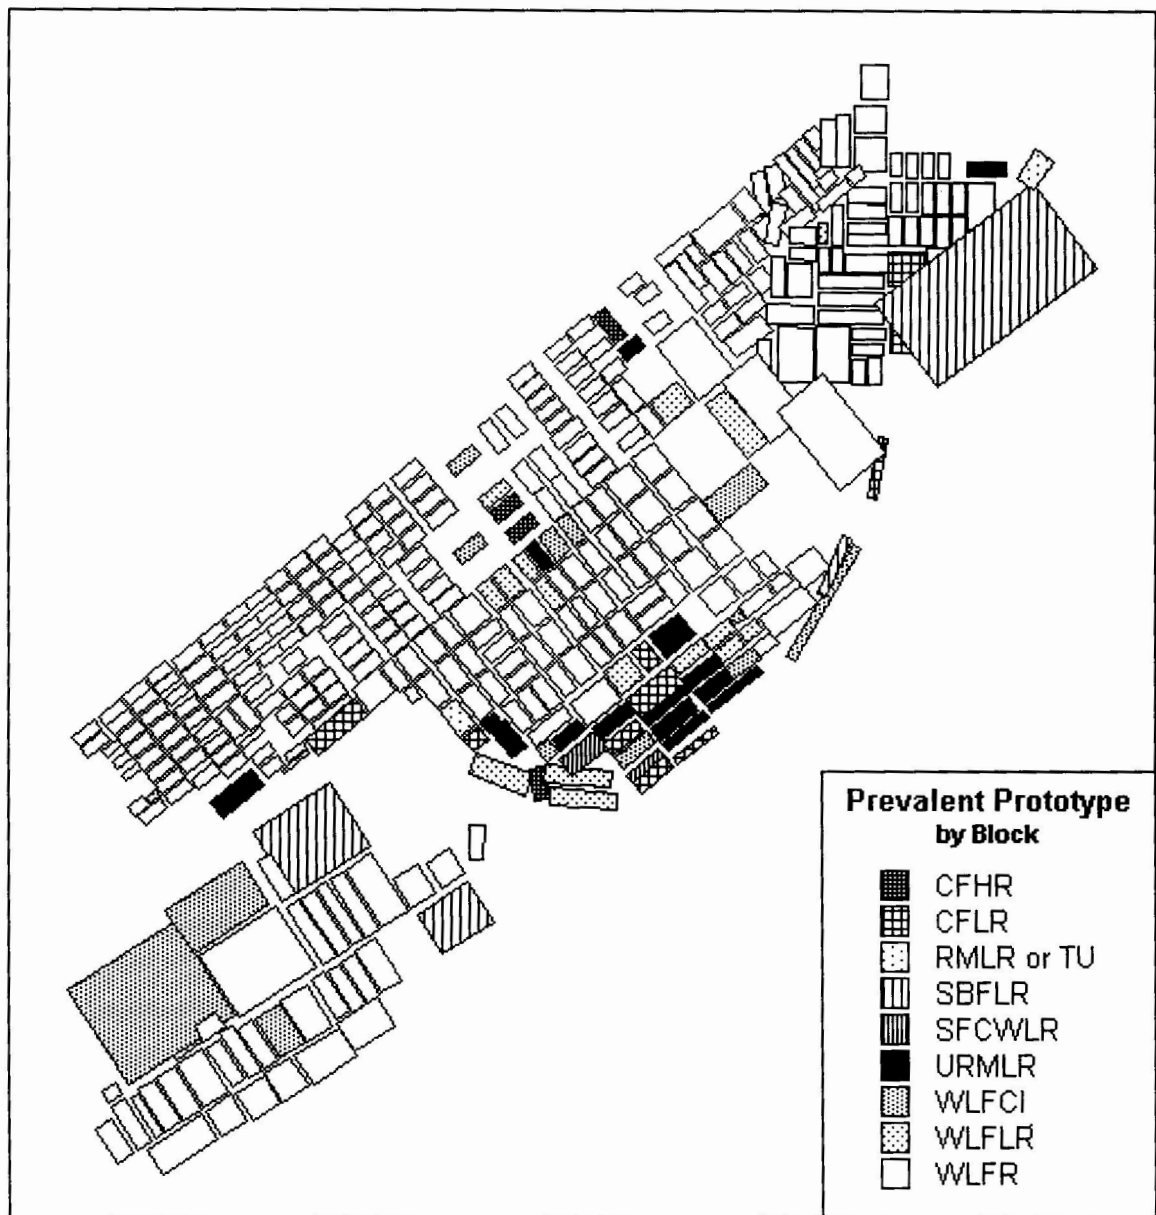 Prevalent Prototype
by Block
CFHR
CFLR
RMLR or TU
SBFLR
SFCWLR
URMLR
WLFCI
WLFLR
WLFR